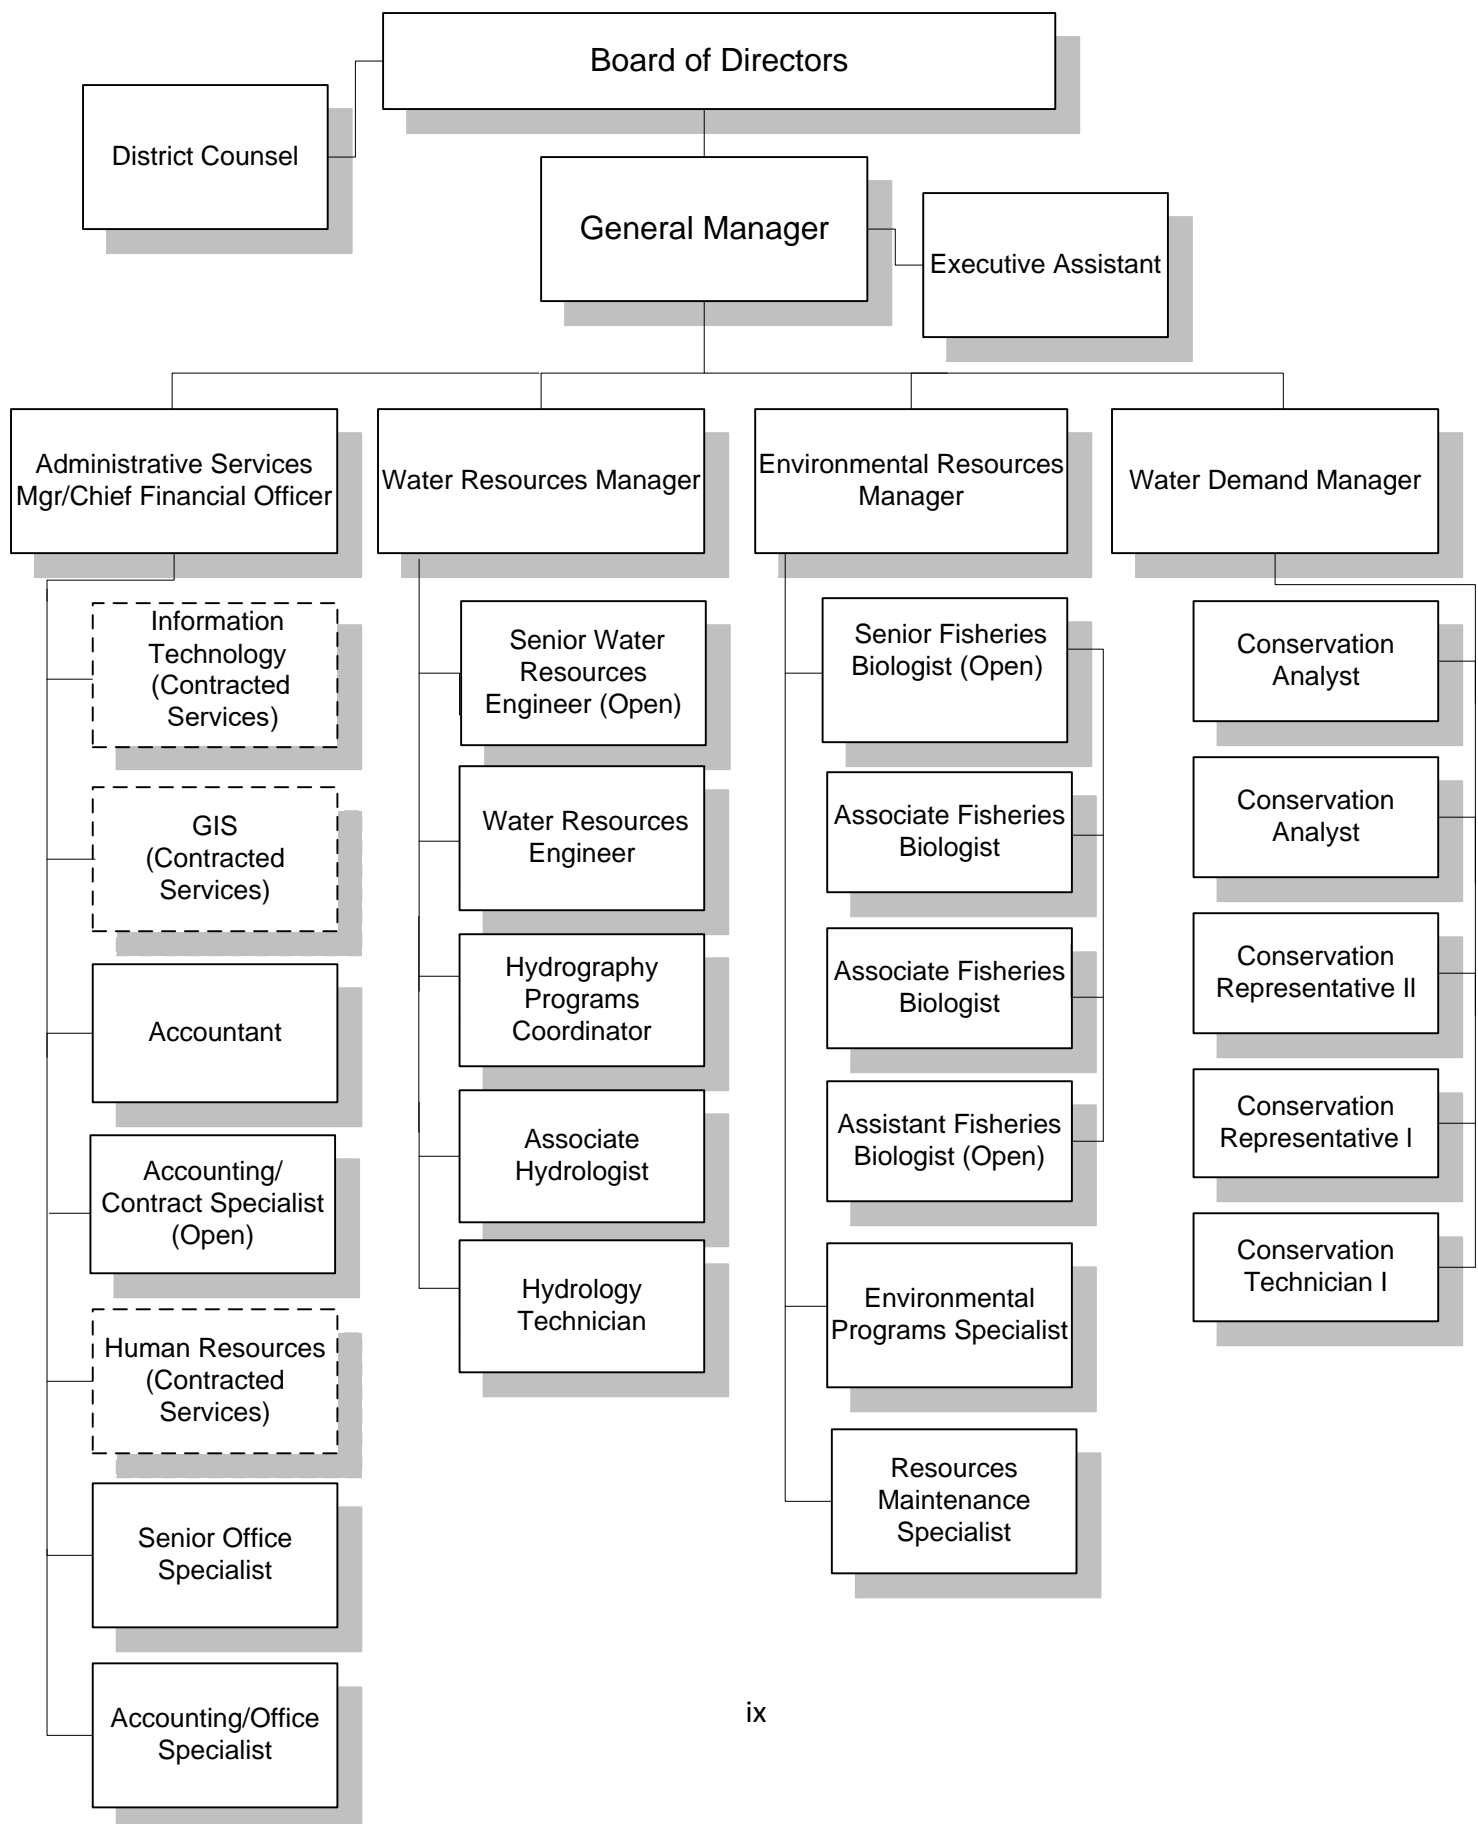 Board of Directors
District Counsel
General Manager
Executive Assistant
Administrative Services
Mgr/Chief Financial Officer
Water Resources Manager
Environmental Resources
Manager
Water Demand Manager
Information
Technology
(Contracted
Services)
GIS
(Contracted
Services)
Accountant
Accounting/
Contract Specialist
(Open)
Human Resources
(Contracted
Services)
Senior Office
Specialist
Accounting/Office
Specialist
Senior Water
Resources
Engineer (Open)
Water Resources
Engineer
Hydrography
Programs
Coordinator
Associate
Hydrologist
Hydrology
Technician
Senior Fisheries
Biologist (Open)
Associate Fisheries
Biologist
Associate Fisheries
Biologist
Assistant Fisheries
Biologist (Open)
Environmental
Programs Specialist
Resources
Maintenance
Specialist
Conservation
Analyst
Conservation
Analyst
Conservation
Representative II
Conservation
Representative I
Conservation
Technician I
ix